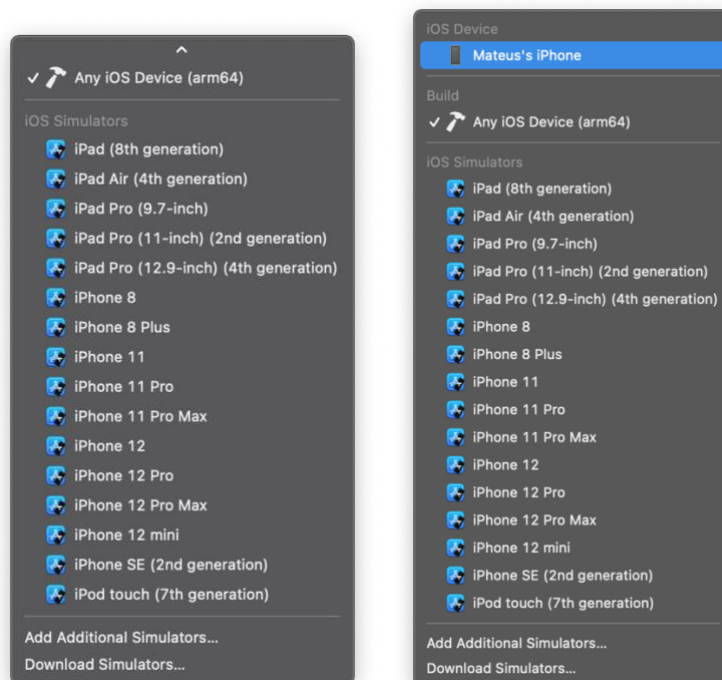 Any iOS Device (arm64)
iOS Simulators
iPad (8th generation)
iPad Air (4th generation)
iPad Pro (9.7-inch)
iPad Pro (11-inch) (2nd generation)
iPad Pro (12.9-inch) (4th generation)
iPhone 8
iPhone 8 Plus
iPhone 11
iPhone 11 Pro
iPhone 11 Pro Max
iPhone 12
iPhone 12 Pro
iPhone 12 Pro Max
iPhone 12 mini
iPhone SE (2nd generation)
iPod touch (7th generation)
Add Additional Simulators...
Download Simulators...
iOS Device
Mateus's iPhone
Build
Any iOS Device (arm64)
iOS Simulators
iPad (8th generation)
iPad Air (4th generation)
iPad Pro (9.7-inch)
iPad Pro (11-inch) (2nd generation)
iPad Pro (12.9-inch) (4th generation)
iPhone 8
iPhone 8 Plus
iPhone 11
iPhone 11 Pro
iPhone 11 Pro Max
iPhone 12
iPhone 12 Pro
iPhone 12 Pro Max
iPhone 12 mini
iPhone SE (2nd generation)
iPod touch (7th generation)
Add Additional Simulators...
Download Simulators...